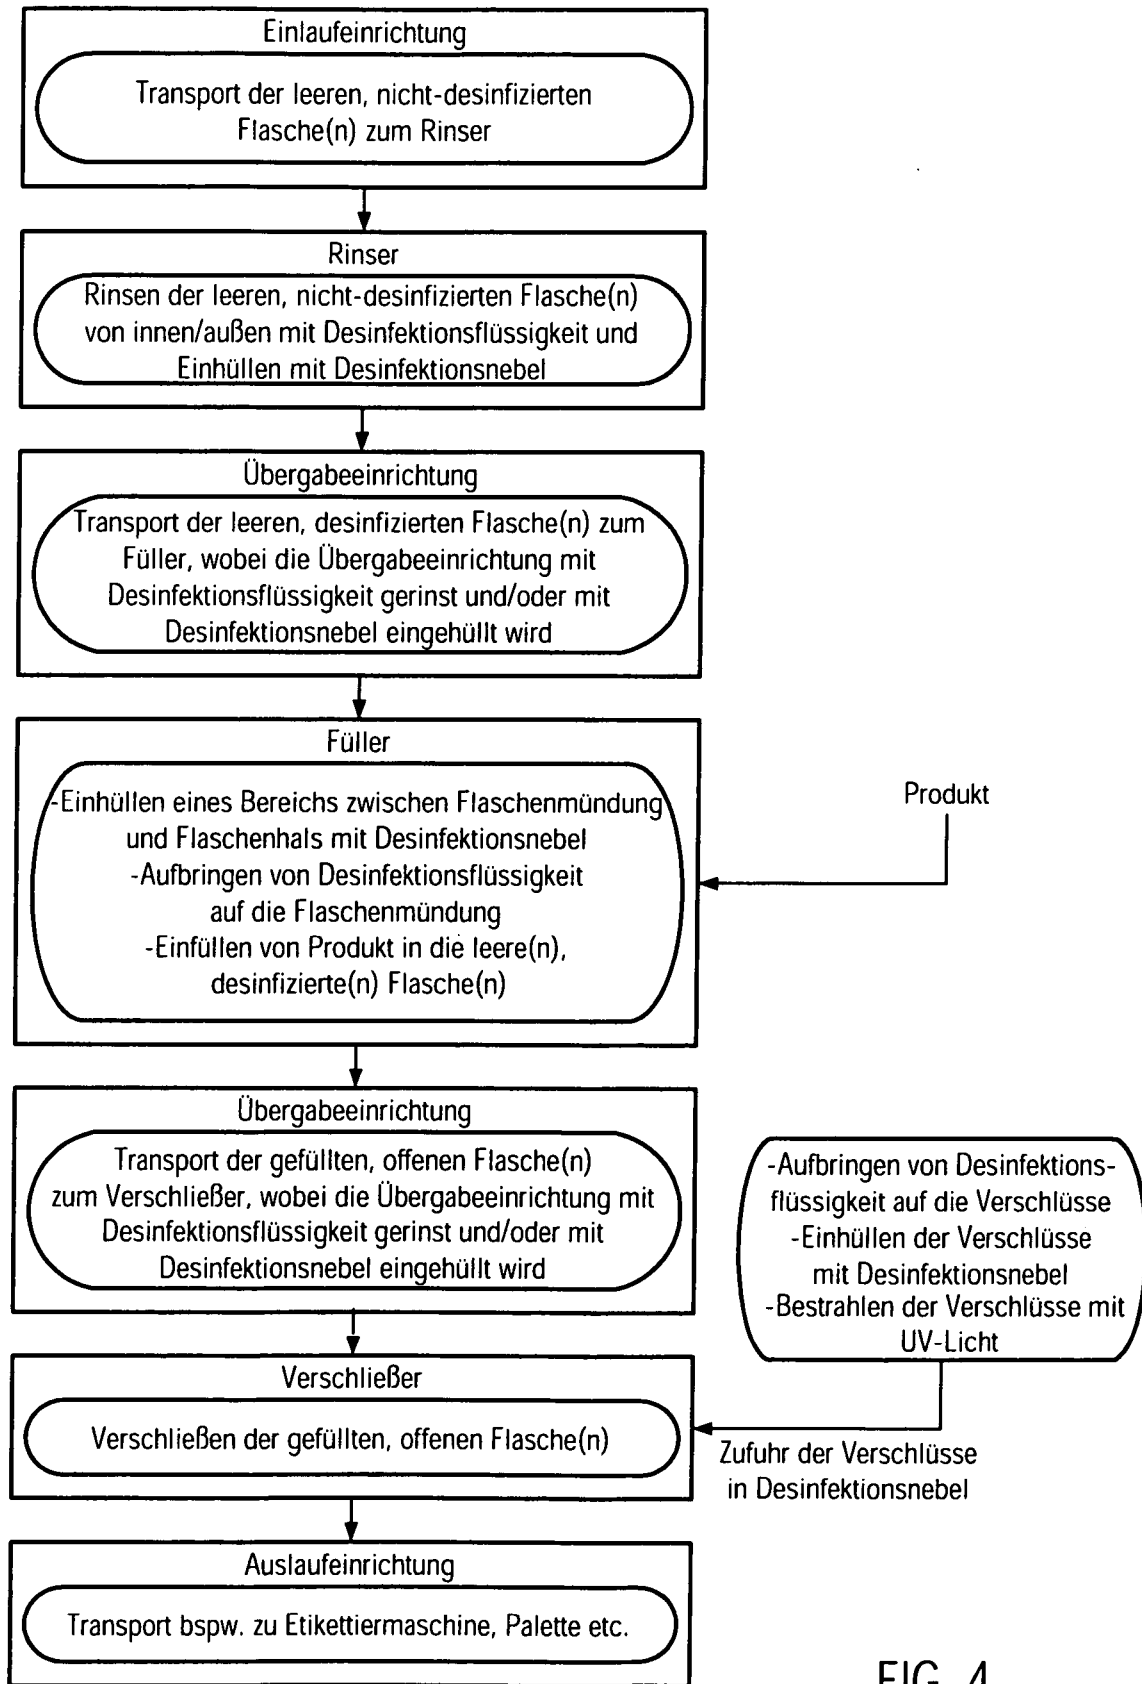 Einlaufeinrichtung
Transport der leeren, nicht-desinfizierten
Flasche(n) zum Rinser
Rinser
Rinsen der leeren, nicht-desinfizierten Flasche(n)
von innen/außen mit Desinfektionsflüssigkeit und
Einhüllen mit Desinfektionsnebel
Übergabeeinrichtung
Transport der leeren, desinfizierten Flasche(n) zum
Füller, wobei die Übergabeeinrichtung mit
Desinfektionsflüssigkeit gerinst und/oder mit
Desinfektionsnebel eingehüllt wird
Füller
-Einhüllen eines Bereichs zwischen Flaschenmündung
und Flaschenhals mit Desinfektionsnebel
-Aufbringen von Desinfektionsflüssigkeit
auf die Flaschenmündung
-Einfüllen von Produkt in die leere(n),
desinfizierte(n) Flasche(n)
Produkt
Übergabeeinrichtung
Transport der gefüllten, offenen Flasche(n)
zum Verschließer, wobei die Übergabeeinrichtung mit
Desinfektionsflüssigkeit gerinst und/oder mit
Desinfektionsnebel eingehüllt wird
-Aufbringen von Desinfektions-
flüssigkeit auf die Verschlüsse
-Einhüllen der Verschlüsse
mit Desinfektionsnebel
-Bestrahlen der Verschlüsse mit
UV-Licht
Verschließer
Verschließen der gefüllten, offenen Flasche(n)
Zufuhr der Verschlüsse
in Desinfektionsnebel
Auslaufeinrichtung
Transport bspw. zu Etikettiermaschine, Palette etc.
FIG. 4